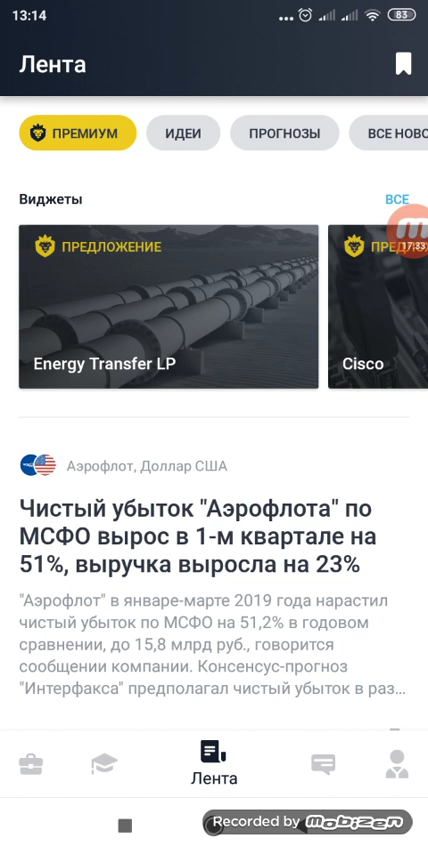 13:14
83
Лента
ПРЕМИУМ
ИДЕИ
ПРОГНОЗЫ
ВСЕ НОВО
Виджеты
ВСЕ
17:33
ПРЕДЛОЖЕНИЕ
ПРЕД
Energy Transfer LP
Cisco
Аэрофлот, Доллар США
Чистый убыток "Аэрофлота" по
МСФО вырос в 1-м квартале на
51%, выручка выросла на 23%
"Аэрофлот" в январе-марте 2019 года нарастил
чистый убыток по МСФО на 51,2% в годовом
сравнении, до 15,8 млрд руб., говорится
сообщении компании. Консенсус-прогноз
"Интерфакса" предполагал чистый убыток в раз...
Лента
Recorded by mobizen